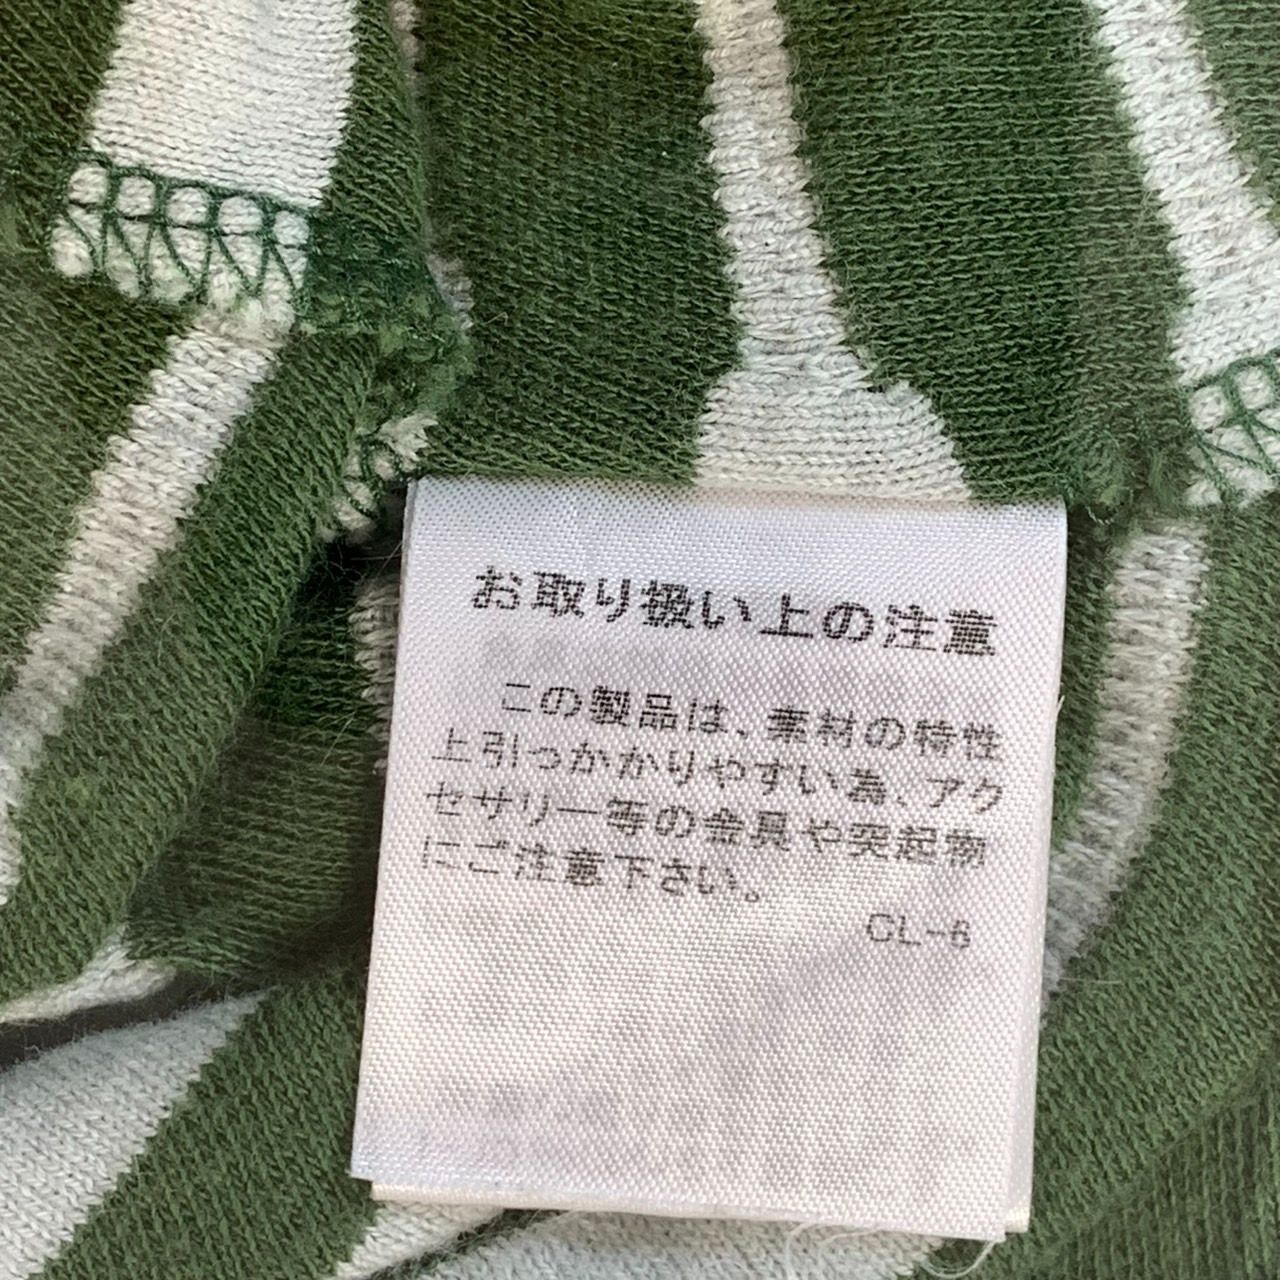 お取り扱い上の注意
この製品は、素材の特性
上引っかかりやすい為、アク
セサリー等の金具や突起物
にご注意下さい。
CL-6